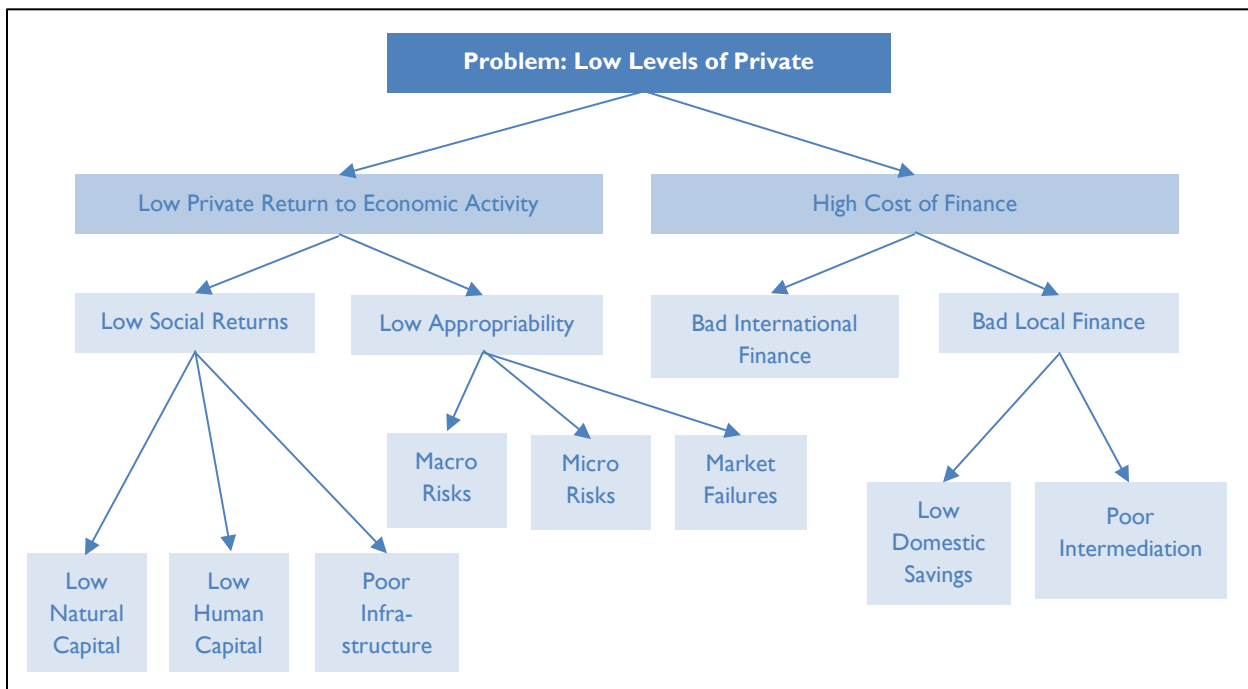 Problem: Low Levels of Private
Low Private Return to Economic Activity
High Cost of Finance
Low Social Returns
Low Appropriability
Bad International
Finance
Bad Local Finance
Macro
Risks
Micro
Risks
Market
Failures
Low
Domestic
Savings
Poor
Intermediation
Low
Natural
Capital
Low
Human
Capital
Poor
Infra-
structure